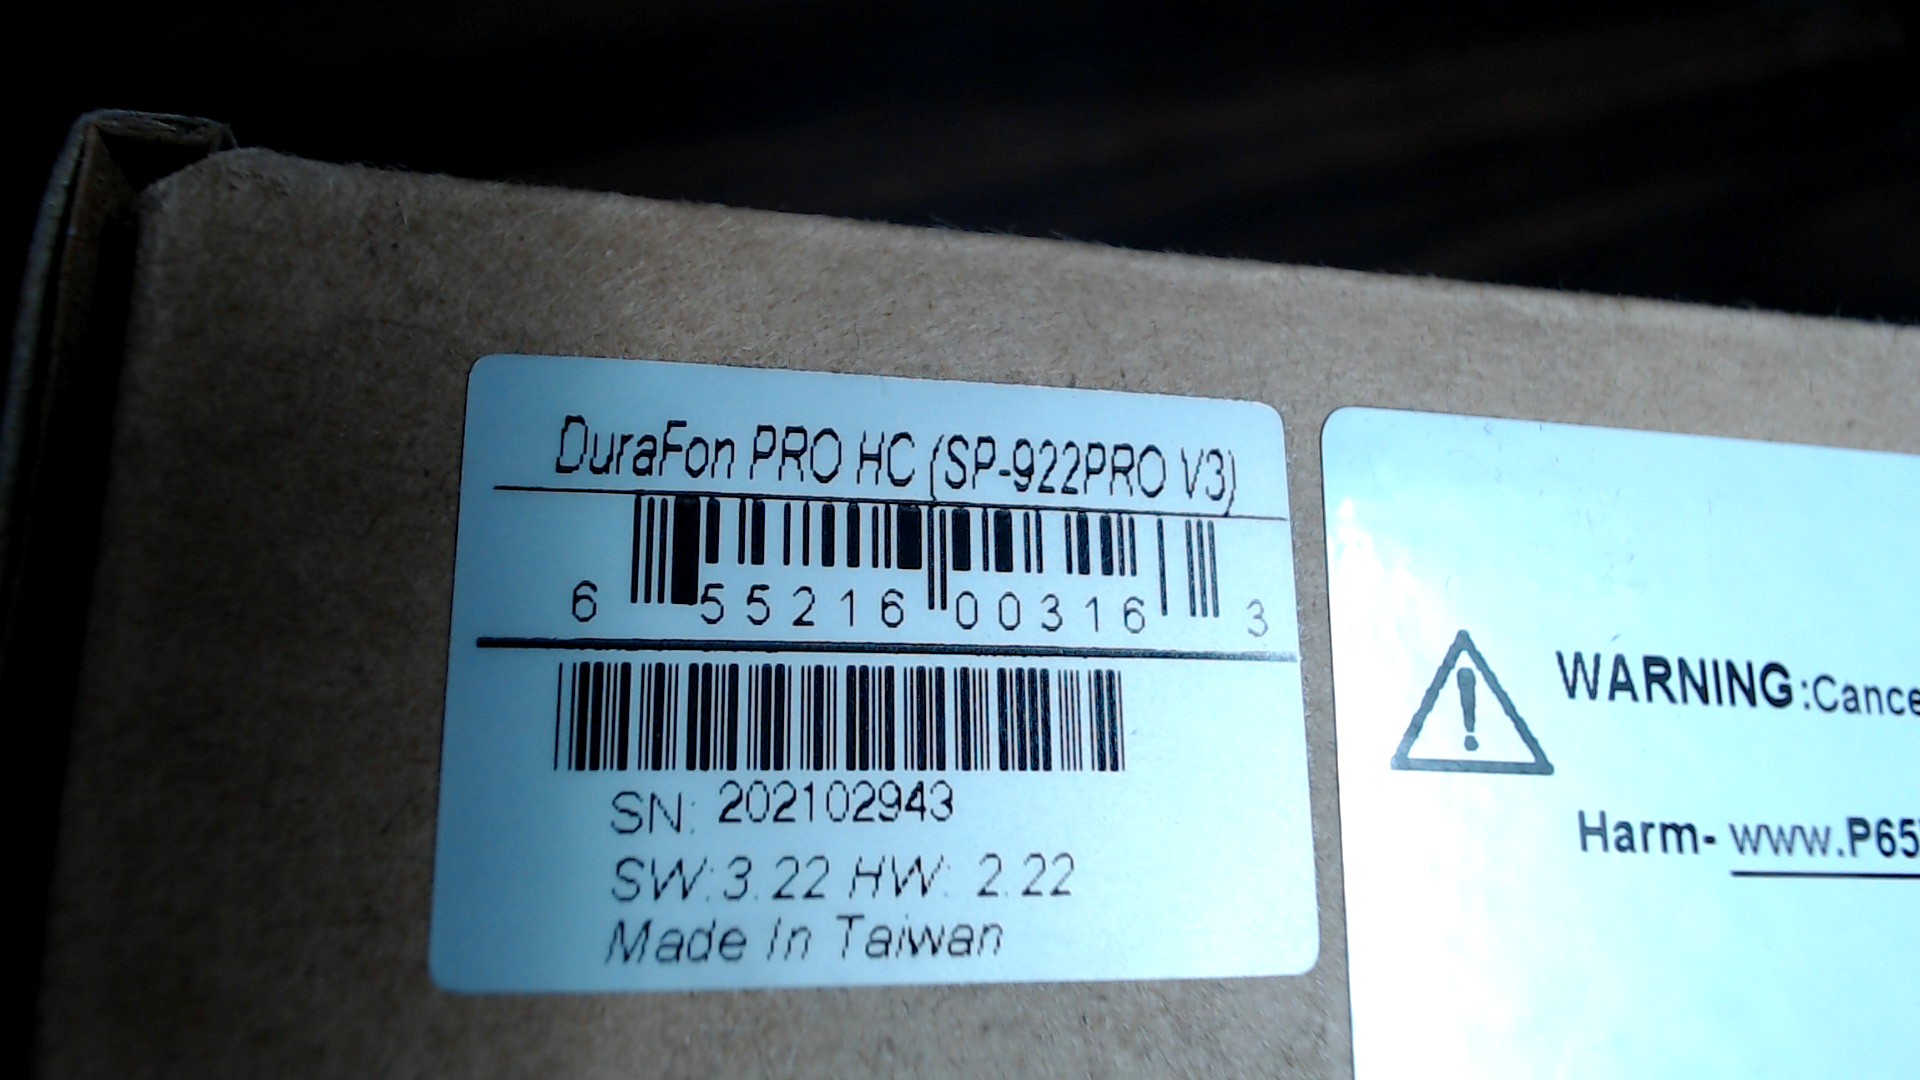 DuraFon PRO HC (SP-922PRO V3)
6 55216 00316 3
SN: 202102943
SW:3.22 HW: 2.22
Made In Taiwan
WARNING:Cance
Harm- www.P65